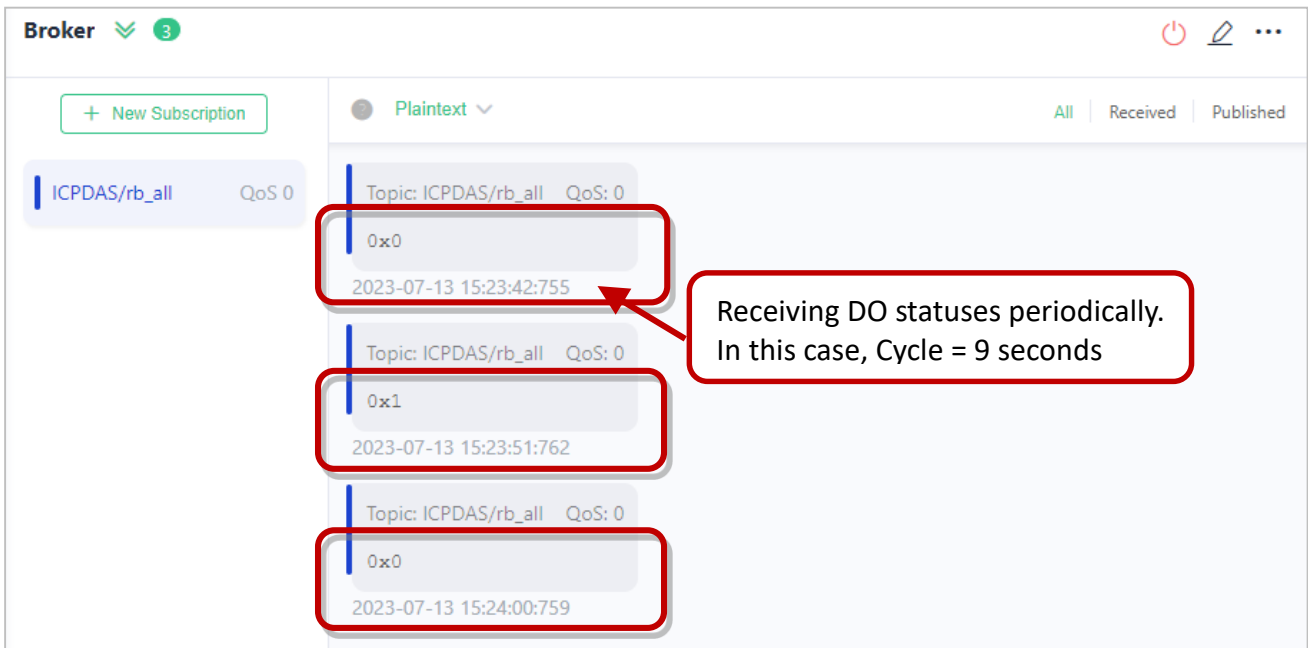 Broker 3
+ New Subscription
Plaintext
All Received Published
ICPDAS/rb_all QoS 0
Topic: ICPDAS/rb_all QoS: 0
0x0
2023-07-13 15:23:42:755
Receiving DO statuses periodically.
In this case, Cycle = 9 seconds
Topic: ICPDAS/rb_all QoS: 0
0x1
2023-07-13 15:23:51:762
Topic: ICPDAS/rb_all QoS: 0
0x0
2023-07-13 15:24:00:759